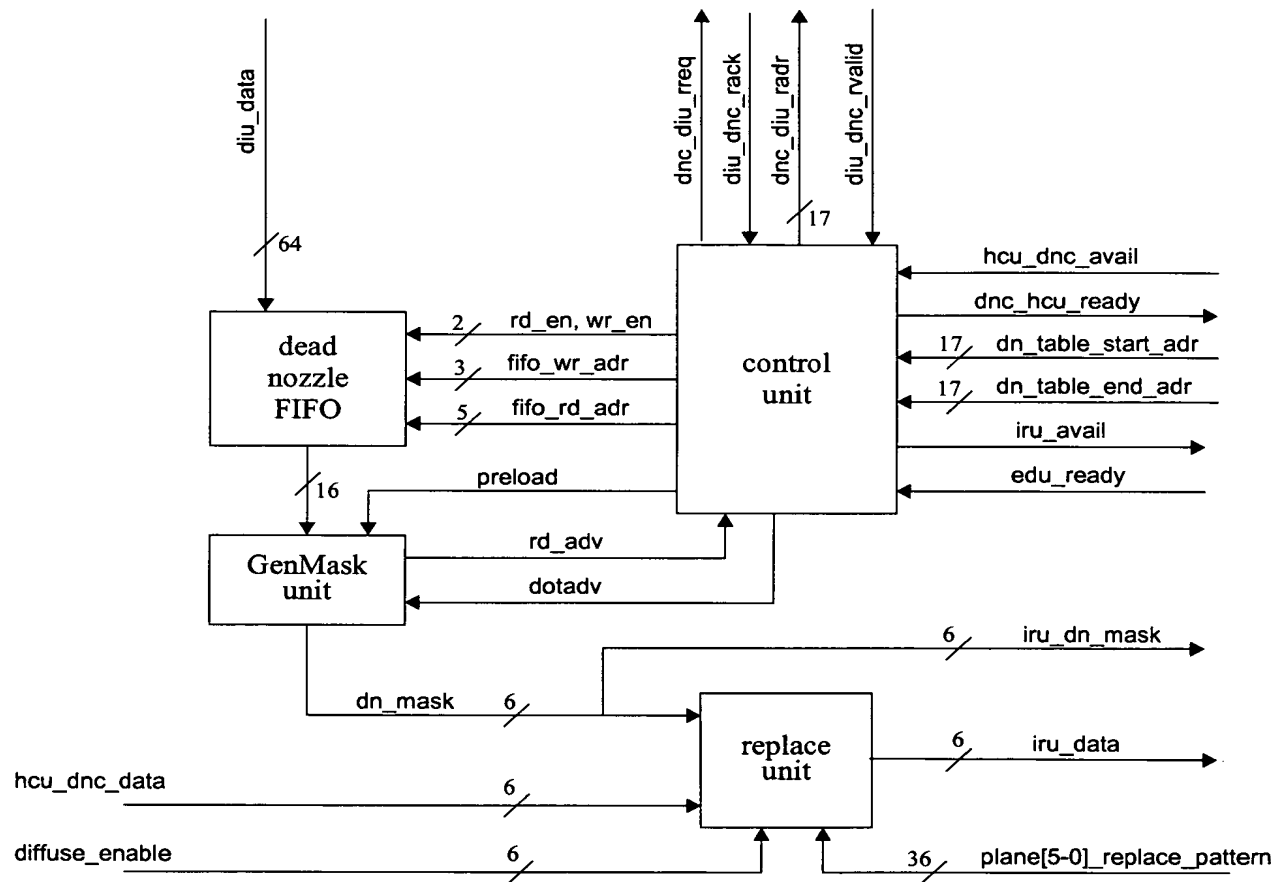 diu_data
64
dnc_diu_rreq
diu_dnc_rack
dnc_diu_radr
17
diu_dnc_rvalid
dead
nozzle
FIFO
2
rd_en, wr_en
3
fifo_wr_adr
5
fifo_rd_adr
control
unit
hcu_dnc_avail
dnc_hcu_ready
17
dn_table_start_adr
17
dn_table_end_adr
iru_avail
edu_ready
16
preload
GenMask
unit
rd_adv
dotadv
6
iru_dn_mask
dn_mask
6
replace
unit
6
iru_data
hcu_dnc_data
6
diffuse_enable
6
36
plane[5-0]_replace_pattern